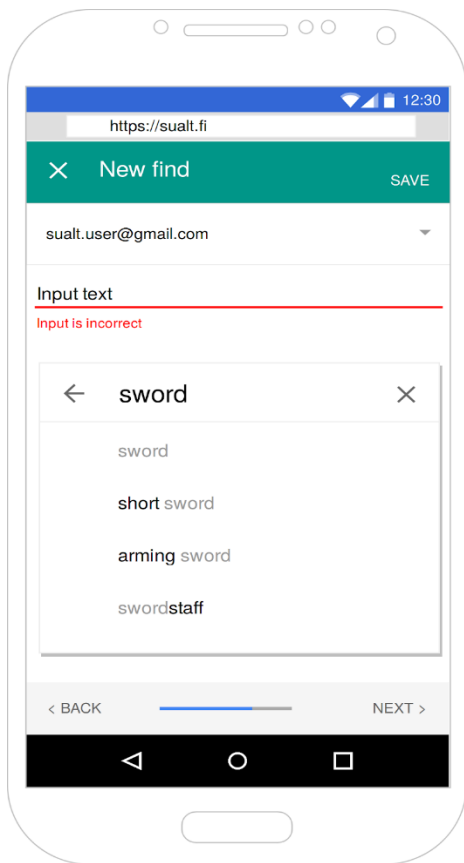 12:30
https://sualt.fi
New find
SAVE
sualt.user@gmail.com
Input text
Input is incorrect
sword
sword
short sword
arming sword
swordstaff
< BACK NEXT >